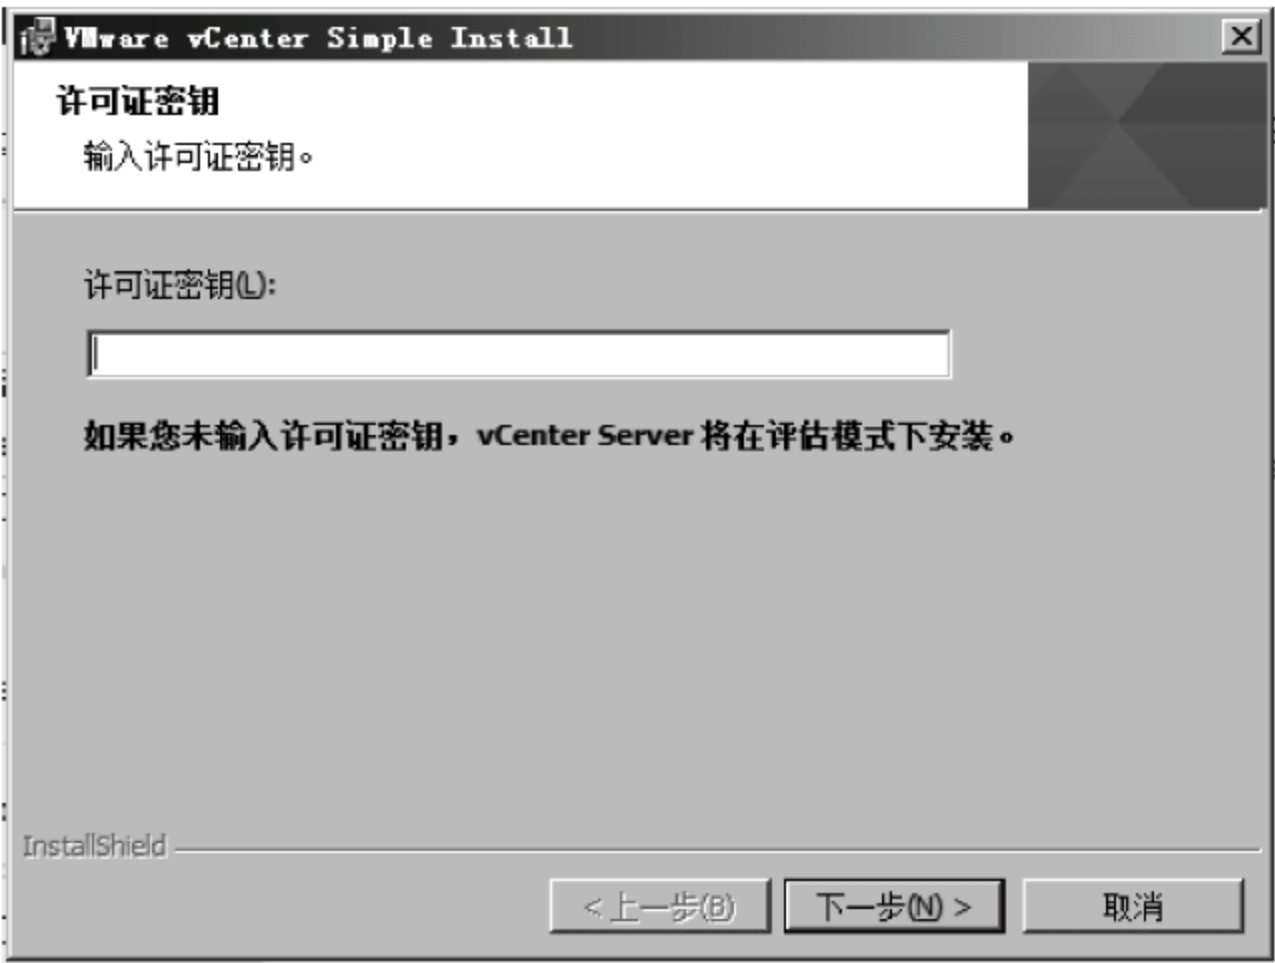 VMware vCenter Simple Install
许可证密钥
输入许可证密钥。
许可证密钥(L):
如果您未输入许可证密钥，vCenter Server 将在评估模式下安装。
InstallShield
< 上一步(B)
下一步(N) >
取消